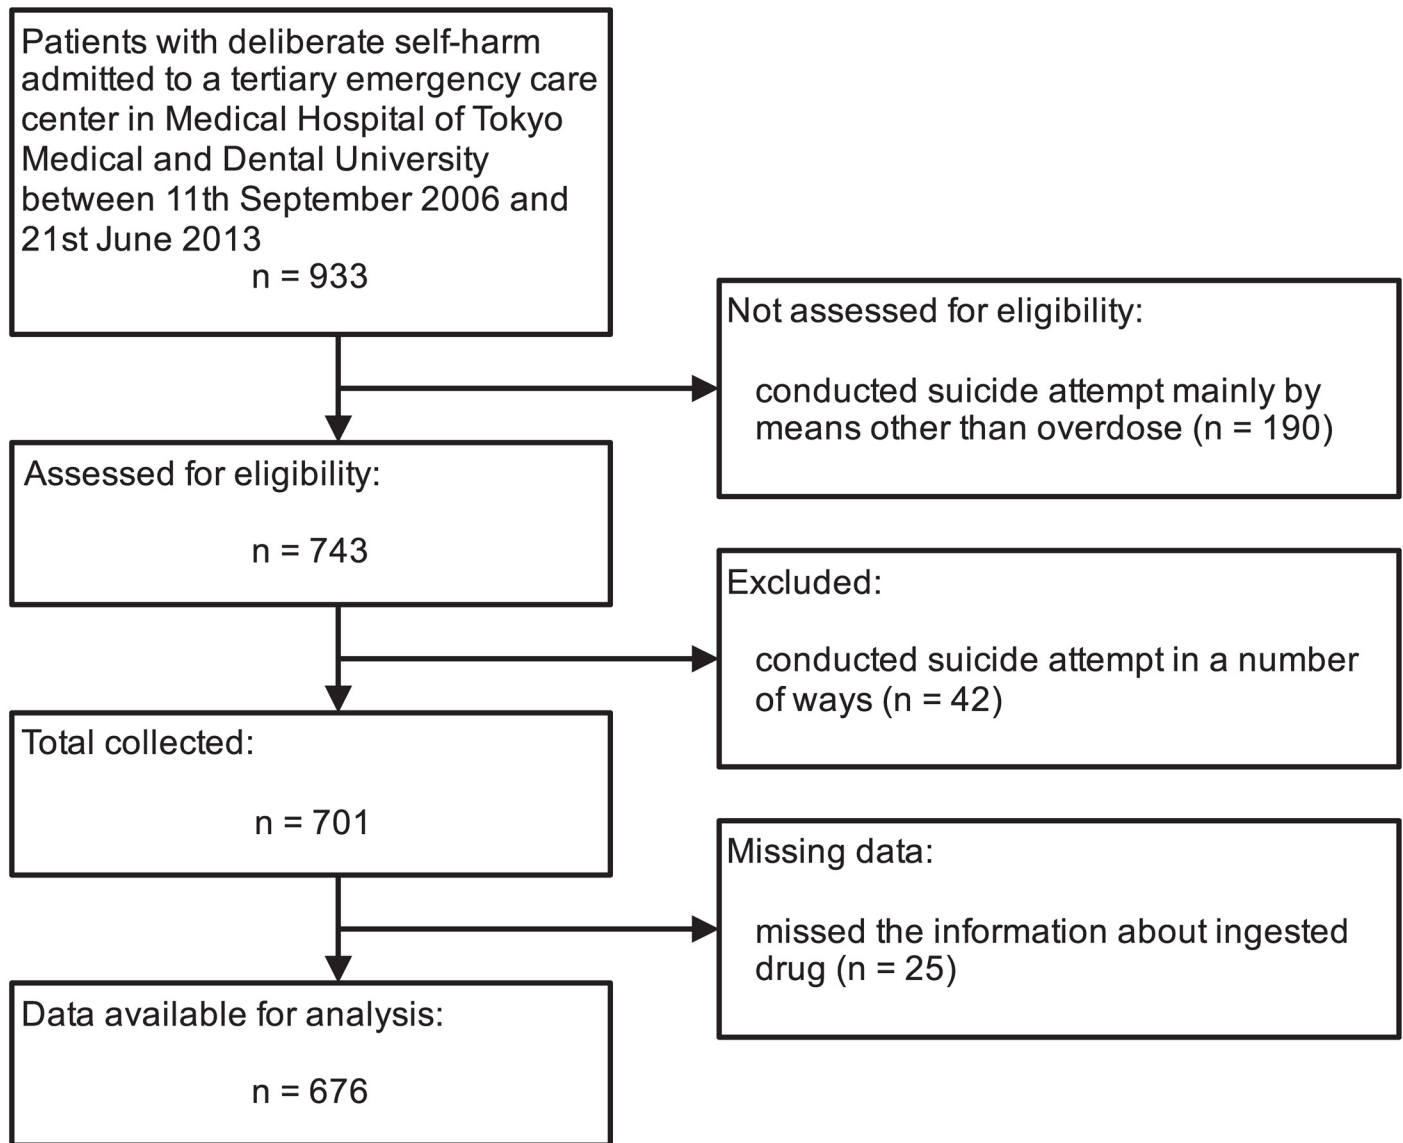 Patients with deliberate self-harm
admitted to a tertiary emergency care
center in Medical Hospital of Tokyo
Medical and Dental University
between 11th September 2006 and
21st June 2013
n = 933
Not assessed for eligibility:
conducted suicide attempt mainly by
means other than overdose (n = 190)
Assessed for eligibility:
n = 743
Excluded:
conducted suicide attempt in a number
of ways (n = 42)
Total collected:
n = 701
Missing data:
missed the information about ingested
drug (n = 25)
Data available for analysis:
n = 676